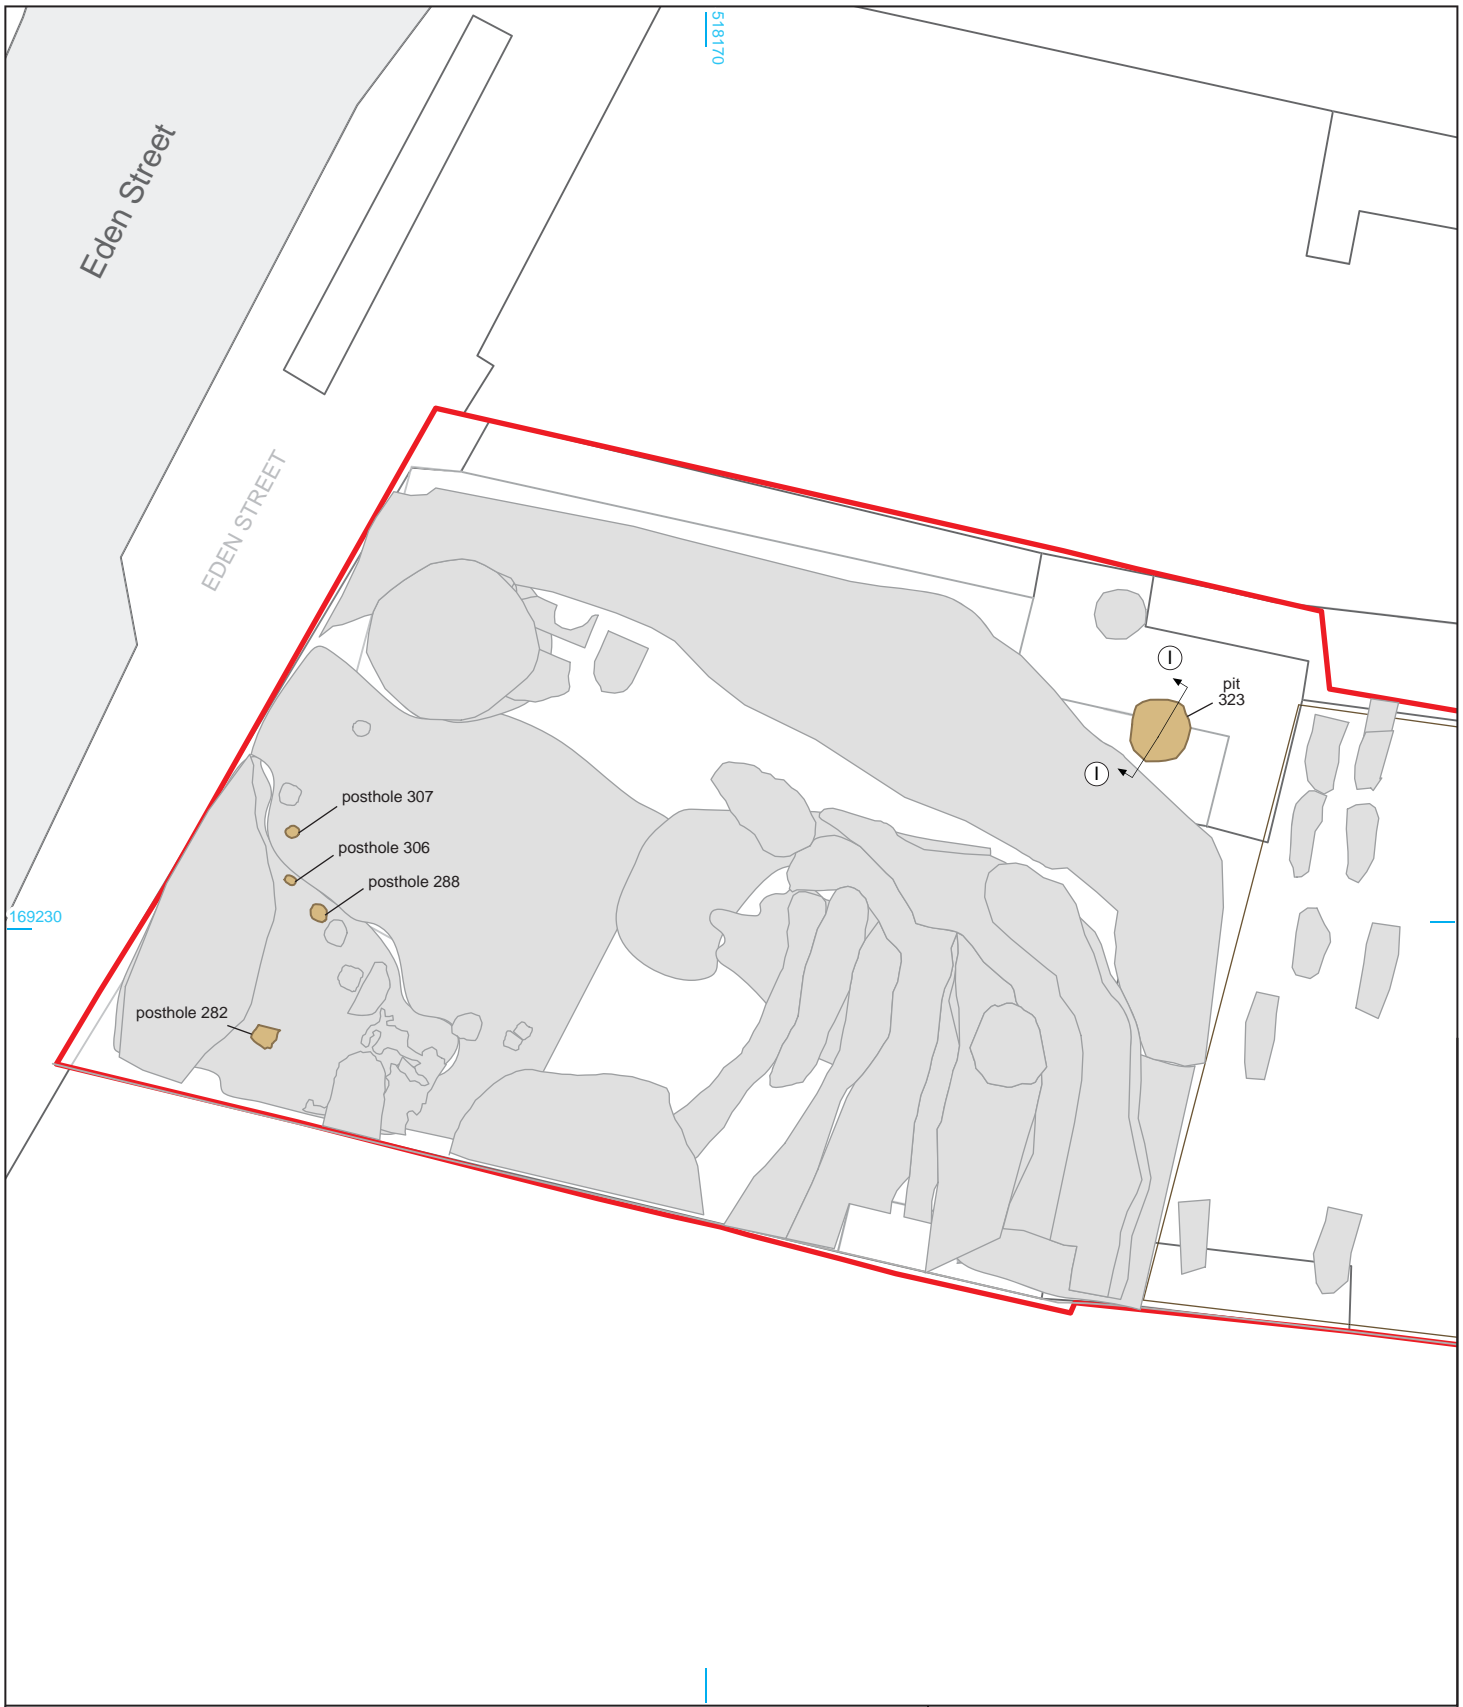 518170
Eden Street
EDEN STREET
I
pit
323
I
posthole 307
posthole 306
posthole 288
169230
posthole 282